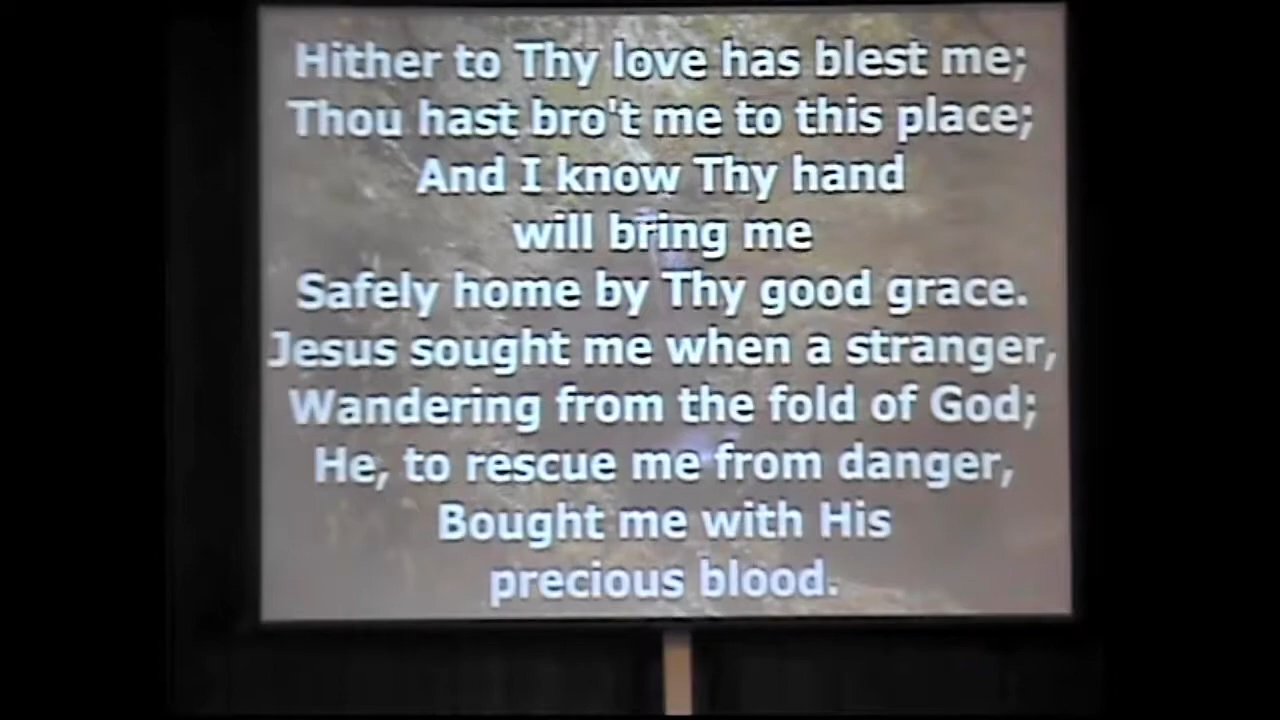 Hither to Thy love has blest me;
Thou hast bro't me to this place;
And I know Thy hand
will bring me
Safely home by Thy good grace.
Jesus sought me when a stranger,
Wandering from the fold of God;
He, to rescue me from danger,
Bought me with His
precious blood.